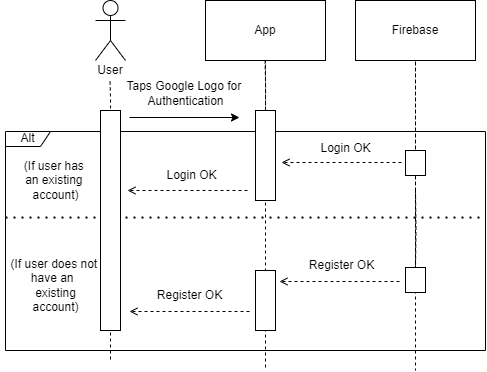 App
Firebase
User
Taps Google Logo for
Authentication
Alt
Login OK
(If user has
an existing
account)
Login OK
(If user does not
have an
existing
account)
Register OK
Register OK